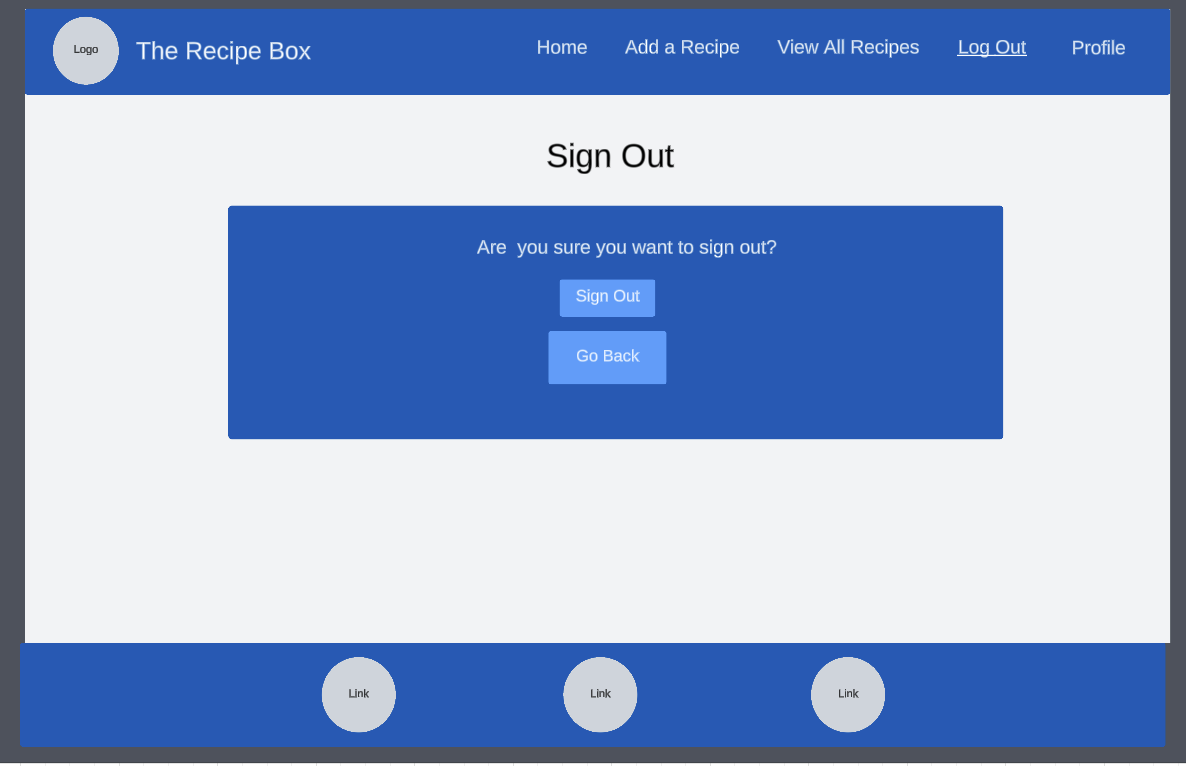 Logo
The Recipe Box
Home
Add a Recipe
View All Recipes
Log Out
Profile
Sign Out
Are  you sure you want to sign out?
Sign Out
Go Back
Link
Link
Link